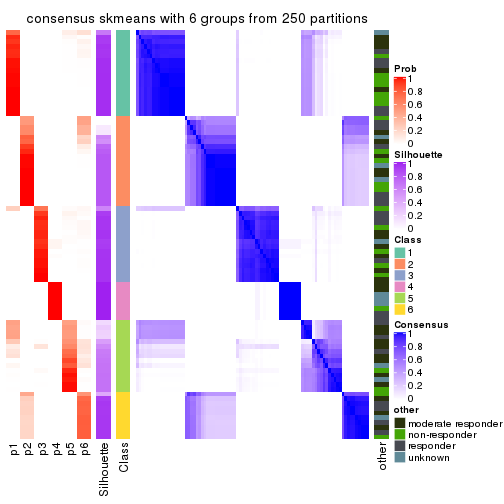 consensus skmeans with 6 groups from 250 partitions
Prob
1
0.8
0.6
0.4
0.2
0
Silhouette
1
0.8
0.6
0.4
0.2
0
Class
1
2
3
4
5
6
Consensus
1
0.8
0.6
0.4
0.2
0
other
moderate responder
non-responder
responder
unknown
p1
p2
p3
p4
p5
p6
Silhouette
Class
other